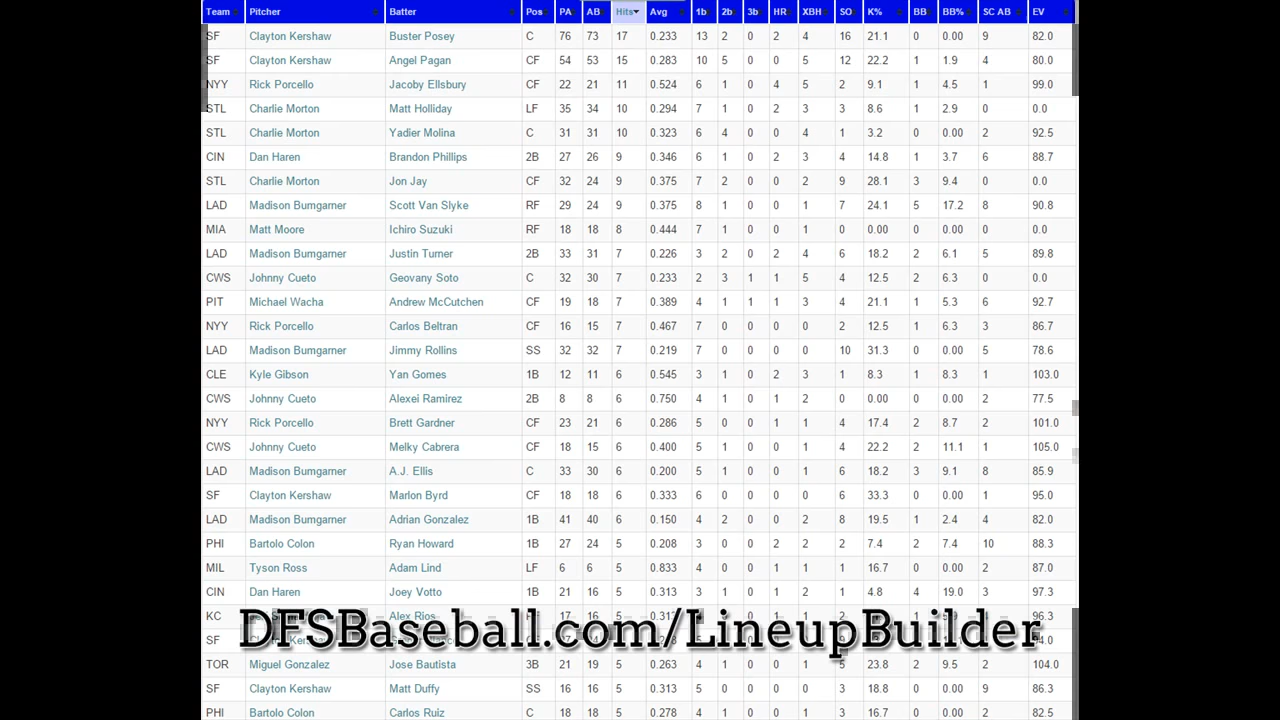 Team Pitcher Batter Pos PA AB Hits Avg 1b 2b 3b HR XBH SO K% BB BB% SC AB EV
SF Clayton Kershaw Buster Posey C 76 73 17 0.233 13 2 0 2 4 16 21.1 0 0.00 9 82.0
SF Clayton Kershaw Angel Pagan CF 54 53 15 0.283 10 5 0 0 5 12 22.2 1 1.9 4 80.0
NYY Rick Porcello Jacoby Ellsbury CF 22 21 11 0.524 6 1 0 4 5 2 9.1 1 4.5 1 99.0
STL Charlie Morton Matt Holliday LF 35 34 10 0.294 7 1 0 2 3 3 8.6 1 2.9 0 0.0
STL Charlie Morton Yadier Molina C 31 31 10 0.323 6 4 0 0 4 1 3.2 0 0.00 2 92.5
CIN Dan Haren Brandon Phillips 2B 27 26 9 0.346 6 1 0 2 3 4 14.8 1 3.7 6 88.7
STL Charlie Morton Jon Jay CF 32 24 9 0.375 7 2 0 0 2 9 28.1 3 9.4 0 0.0
LAD Madison Bumgarner Scott Van Slyke RF 29 24 9 0.375 8 1 0 0 1 7 24.1 5 17.2 8 90.8
MIA Matt Moore Ichiro Suzuki RF 18 18 8 0.444 7 1 0 0 1 0 0.00 0 0.00 0 0.0
LAD Madison Bumgarner Justin Turner 2B 33 31 7 0.226 3 2 0 2 4 6 18.2 2 6.1 5 89.8
CWS Johnny Cueto Geovany Soto C 32 30 7 0.233 2 3 1 1 5 4 12.5 2 6.3 0 0.0
PIT Michael Wacha Andrew McCutchen CF 19 18 7 0.389 4 1 1 1 3 4 21.1 1 5.3 6 92.7
NYY Rick Porcello Carlos Beltran CF 16 15 7 0.467 7 0 0 0 0 2 12.5 1 6.3 3 86.7
LAD Madison Bumgarner Jimmy Rollins SS 32 32 7 0.219 7 0 0 0 0 10 31.3 0 0.00 5 78.6
CLE Kyle Gibson Yan Gomes 1B 12 11 6 0.545 3 1 0 2 3 1 8.3 1 8.3 1 103.0
CWS Johnny Cueto Alexei Ramirez 2B 8 8 6 0.750 4 1 0 1 2 0 0.00 0 0.00 2 77.5
NYY Rick Porcello Brett Gardner CF 23 21 6 0.286 5 0 0 1 1 4 17.4 2 8.7 2 101.0
CWS Johnny Cueto Melky Cabrera CF 18 15 6 0.400 5 1 0 0 1 4 22.2 2 11.1 1 105.0
LAD Madison Bumgarner A.J. Ellis C 33 30 6 0.200 5 1 0 0 1 6 18.2 3 9.1 8 85.9
SF Clayton Kershaw Marlon Byrd CF 18 18 6 0.333 6 0 0 0 0 6 33.3 0 0.00 1 95.0
LAD Madison Bumgarner Adrian Gonzalez 1B 41 40 6 0.150 4 2 0 0 2 8 19.5 1 2.4 4 82.0
PHI Bartolo Colon Ryan Howard 1B 27 24 5 0.208 3 0 0 2 2 2 7.4 2 7.4 10 88.3
MIL Tyson Ross Adam Lind LF 6 6 5 0.833 4 0 0 1 1 1 16.7 0 0.00 2 87.0
CIN Dan Haren Joey Votto 1B 21 16 5 0.313 3 1 0 1 2 1 4.8 4 19.0 3 97.3
KC Alex Rios 17 16 5 96.3
DFSBaseball.com/LineupBuilder
SF
TOR Miguel Gonzalez Jose Bautista 3B 21 19 5 0.263 4 1 0 0 1 5 23.8 2 9.5 2 104.0
SF Clayton Kershaw Matt Duffy SS 16 16 5 0.313 5 0 0 0 0 3 18.8 0 0.00 9 86.3
PHI Bartolo Colon Carlos Ruiz C 18 18 5 0.278 4 1 0 0 1 3 16.7 0 0.00 2 82.5